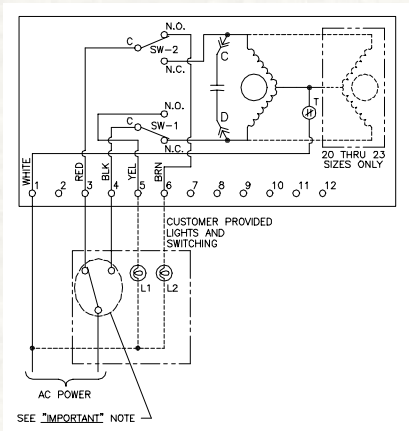 N.O.
C
SW-2
N.C.
C
N.O.
C
SW-1
N.C.
D
T
20 THRU 23
SIZES ONLY
WHITE
RED
BLK
YEL
BRN
1 2 3 4 5 6 7 8 9 10 11 12
CUSTOMER PROVIDED
LIGHTS AND
SWITCHING
L1 L2
AC POWER
SEE "IMPORTANT" NOTE